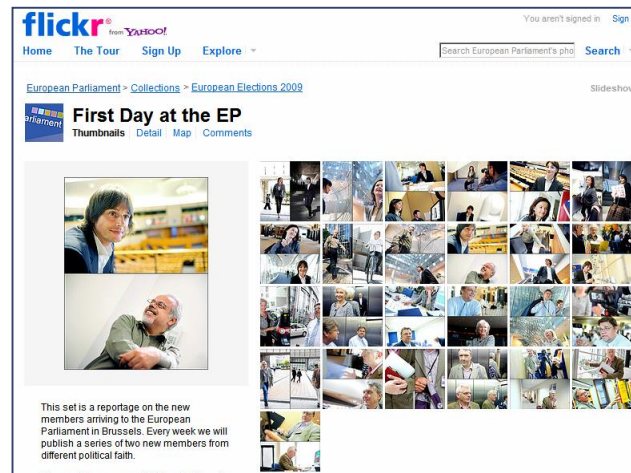 flickr from YAHOO!
You aren't signed in Sign
Home The Tour Sign Up Explore
Search European Parliament's pho Search
European Parliament > Collections > European Elections 2009
Slideshow
arliament
First Day at the EP
Thumbnails Detail Map Comments
This set is a reportage on the new
members arriving to the European
Parliament in Brussels. Every week we will
publish a series of two new members from
different political faith.